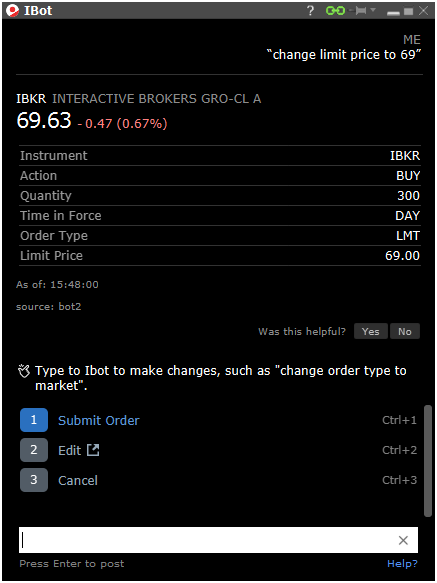 IBot
?
ME
“change limit price to 69”
IBKR INTERACTIVE BROKERS GRO-CL A
69.63 - 0.47 (0.67%)
Instrument IBKR
Action BUY
Quantity 300
Time in Force DAY
Order Type LMT
Limit Price 69.00
As of: 15:48:00
source: bot2
Was this helpful? Yes No
Type to Ibot to make changes, such as "change order type to
market".
1 Submit Order Ctrl+1
2 Edit Ctrl+2
3 Cancel Ctrl+3
Press Enter to post Help?